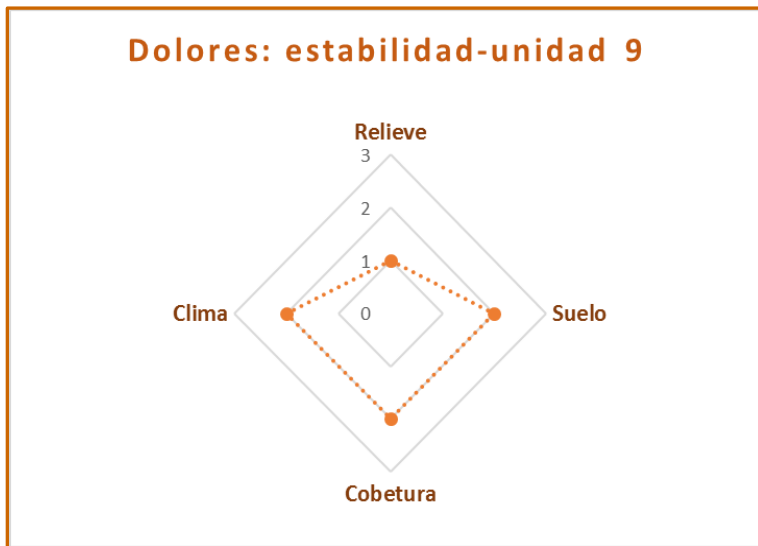 Dolores: estabilidad-unidad 9
Relieve
3
2
1
Clima
0
Suelo
Cobetura